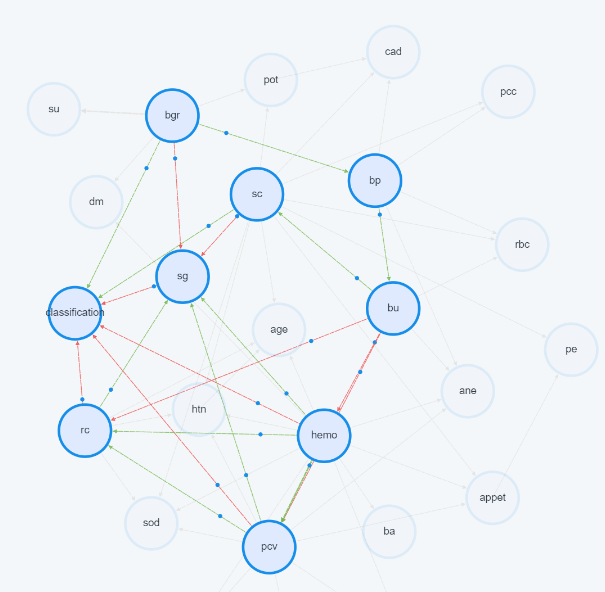 cad
pot
pcc
su
bgr
bp
sc
dm
rbc
sg
classification
bu
age
pe
ane
htn
rc
hemo
appet
sod
ba
pcv